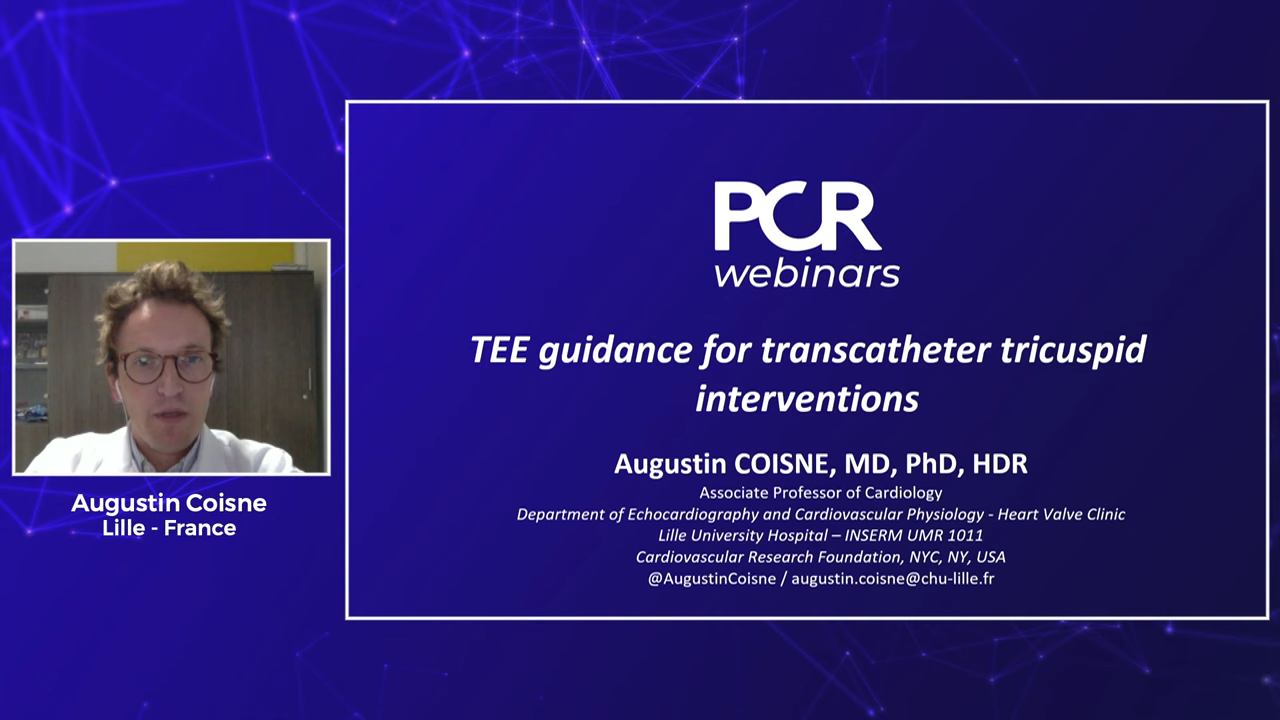 PCR
webinars
TEE guidance for transcatheter tricuspid
interventions
Augustin COISNE, MD, PhD, HDR
Associate Professor of Cardiology
Department of Echocardiography and Cardiovascular Physiology - Heart Valve Clinic
Lille University Hospital – INSERM UMR 1011
Cardiovascular Research Foundation, NYC, NY, USA
@AugustinCoisne / augustin.coisne@chu-lille.fr
Augustin Coisne
Lille - France